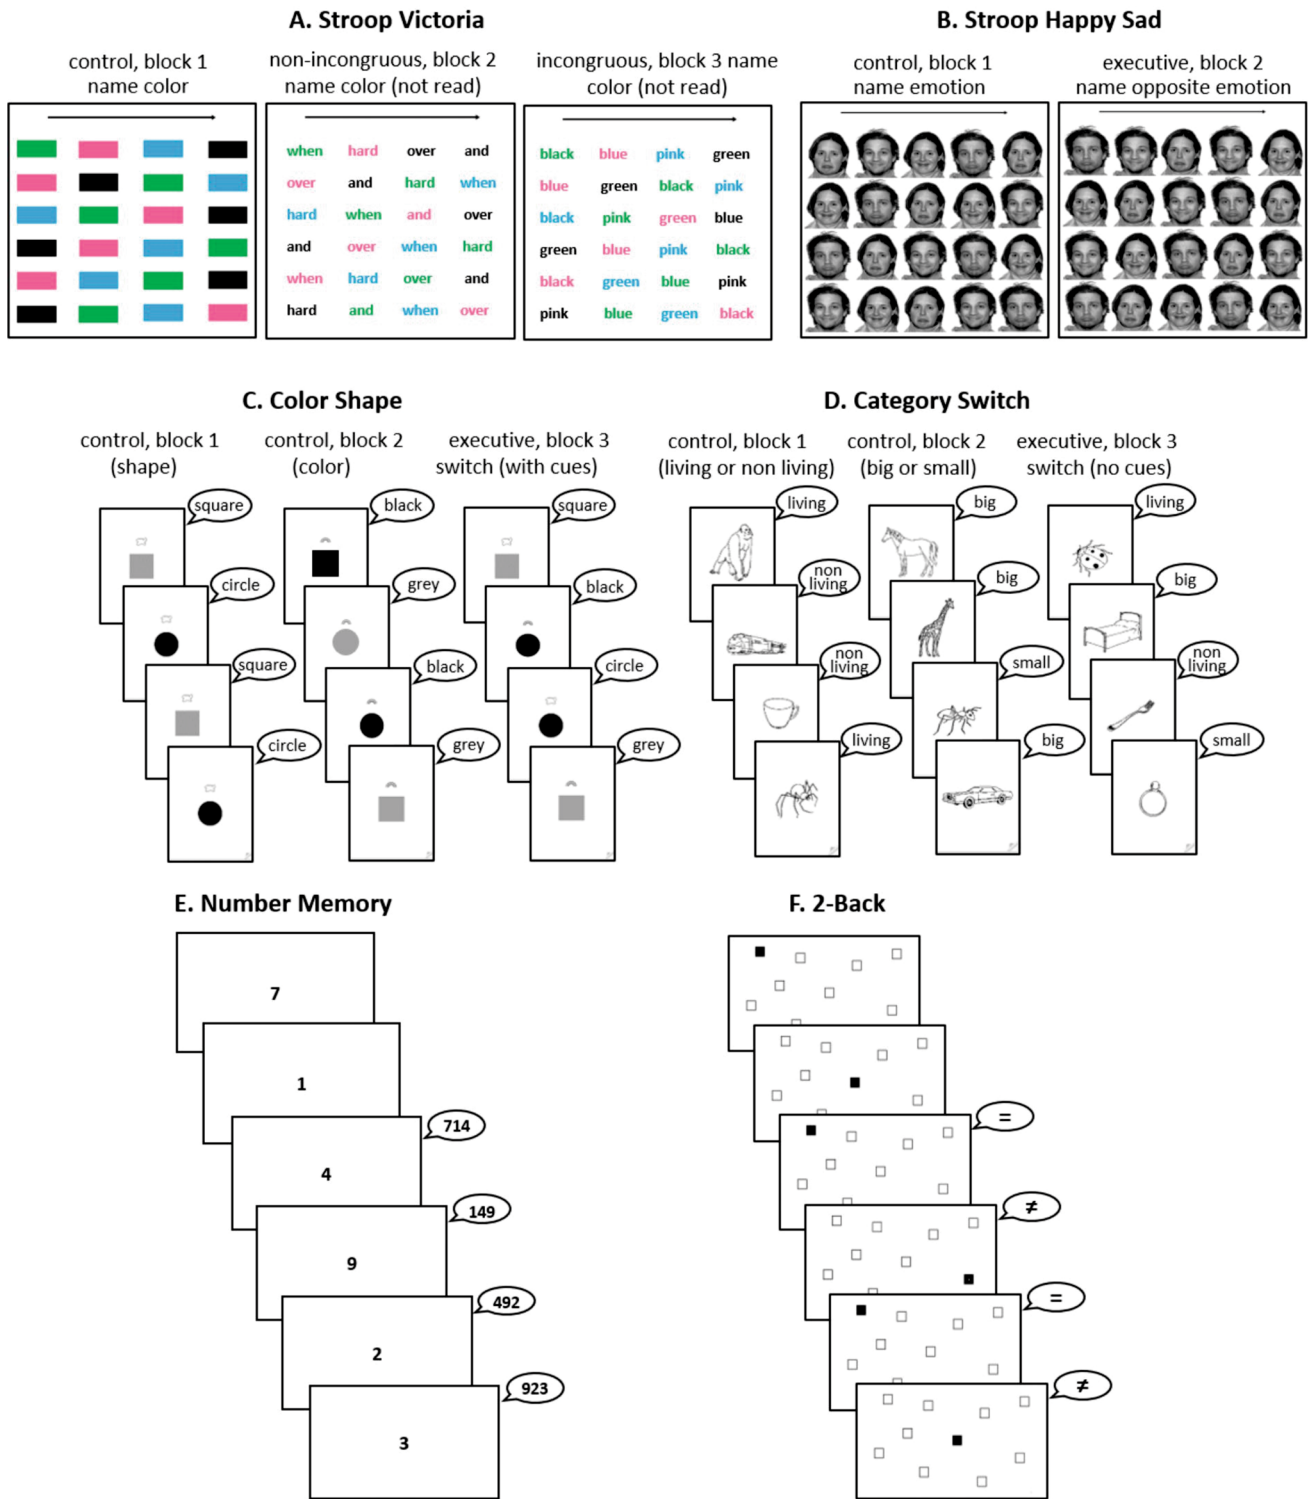 A. Stroop Victoria
control, block 1
name color
non-incongruous, block 2
name color (not read)
incongruous, block 3 name
color (not read)
when hard over and
over and hard when
hard when and over
and over when hard
when hard over and
hard and when over
black blue pink green
blue green black pink
black pink green blue
green blue pink black
black green blue pink
pink blue green black
B. Stroop Happy Sad
control, block 1
name emotion
executive, block 2
name opposite emotion
C. Color Shape
control, block 1
(shape)
control, block 2
(color)
executive, block 3
switch (with cues)
square
circle
square
circle
black
grey
black
grey
square
black
circle
grey
D. Category Switch
control, block 1
(living or non living)
control, block 2
(big or small)
executive, block 3
switch (no cues)
living
non
living
non
living
living
big
big
small
big
living
big
non
living
small
E. Number Memory
7
1
714
4
149
9
492
2
923
3
F. 2-Back
=
≠
=
≠